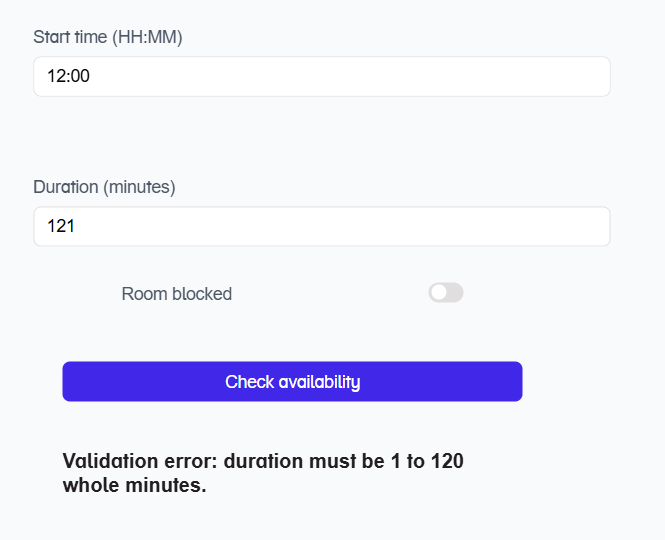 Start time (HH:MM)
12:00
Duration (minutes)
121
Room blocked
Check availability
Validation error: duration must be 1 to 120
whole minutes.